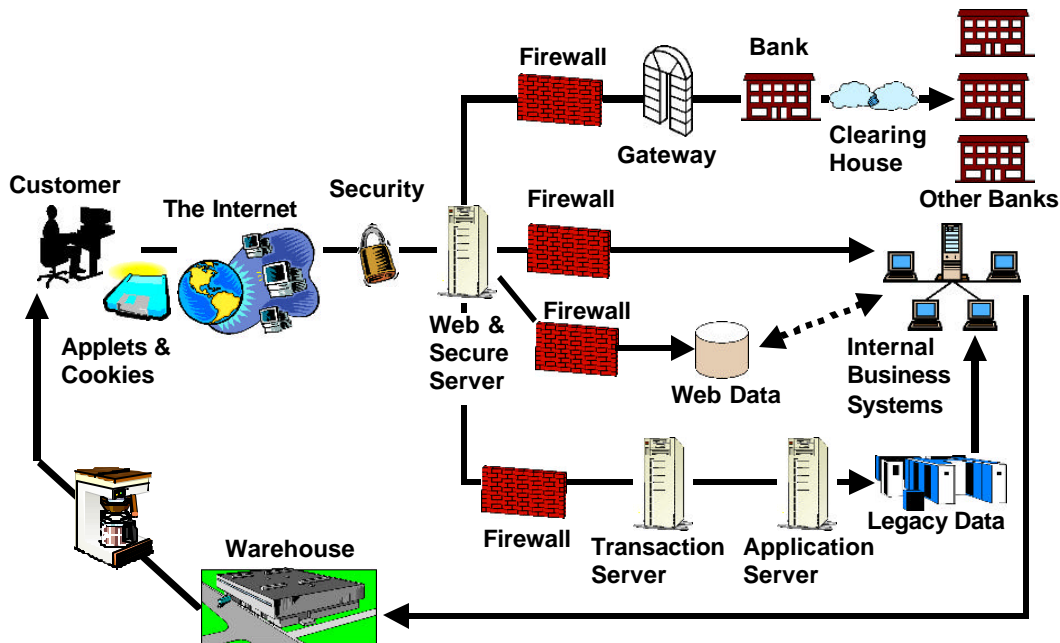 Firewall
Bank
Gateway
Clearing
House
Other Banks
Customer
The Internet
Security
Applets &
Cookies
Web &
Secure
Server
Firewall
Firewall
Web Data
Internal
Business
Systems
Firewall
Transaction
Server
Application
Server
Legacy Data
Warehouse